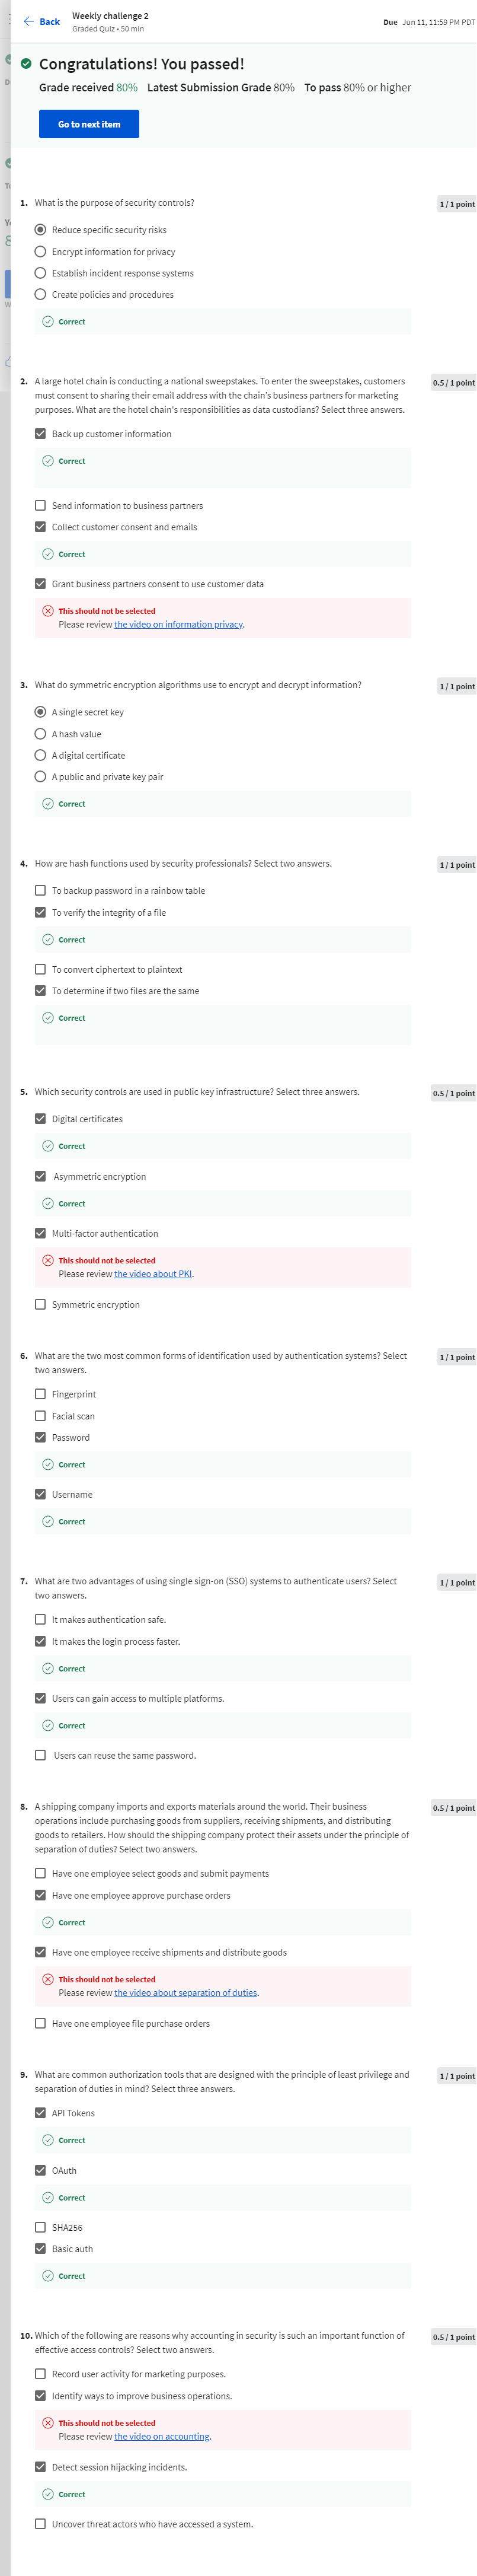 Back
Weekly challenge 2
Graded Quiz • 50 min
Due Jun 11, 11:59 PM PDT
Congratulations! You passed!
Grade received 80% Latest Submission Grade 80% To pass 80% or higher
Go to next item
1. What is the purpose of security controls?
1 / 1 point
Reduce specific security risks
Encrypt information for privacy
Establish incident response systems
Create policies and procedures
Correct
2. A large hotel chain is conducting a national sweepstakes. To enter the sweepstakes, customers
must consent to sharing their email address with the chain's business partners for marketing
purposes. What are the hotel chain's responsibilities as data custodians? Select three answers.
0.5 / 1 point
Back up customer information
Correct
Send information to business partners
Collect customer consent and emails
Correct
Grant business partners consent to use customer data
This should not be selected
Please review the video on information privacy.
3. What do symmetric encryption algorithms use to encrypt and decrypt information?
1 / 1 point
A single secret key
A hash value
A digital certificate
A public and private key pair
Correct
4. How are hash functions used by security professionals? Select two answers.
1 / 1 point
To backup password in a rainbow table
To verify the integrity of a file
Correct
To convert ciphertext to plaintext
To determine if two files are the same
Correct
5. Which security controls are used in public key infrastructure? Select three answers.
0.5 / 1 point
Digital certificates
Correct
Asymmetric encryption
Correct
Multi-factor authentication
This should not be selected
Please review the video about PKI.
Symmetric encryption
6. What are the two most common forms of identification used by authentication systems? Select
two answers.
1 / 1 point
Fingerprint
Facial scan
Password
Correct
Username
Correct
7. What are two advantages of using single sign-on (SSO) systems to authenticate users? Select
two answers.
1 / 1 point
It makes authentication safe.
It makes the login process faster.
Correct
Users can gain access to multiple platforms.
Correct
Users can reuse the same password.
8. A shipping company imports and exports materials around the world. Their business
operations include purchasing goods from suppliers, receiving shipments, and distributing
goods to retailers. How should the shipping company protect their assets under the principle of
separation of duties? Select two answers.
0.5 / 1 point
Have one employee select goods and submit payments
Have one employee approve purchase orders
Correct
Have one employee receive shipments and distribute goods
This should not be selected
Please review the video about separation of duties.
Have one employee file purchase orders
9. What are common authorization tools that are designed with the principle of least privilege and
separation of duties in mind? Select three answers.
1 / 1 point
API Tokens
Correct
OAuth
Correct
SHA256
Basic auth
Correct
10. Which of the following are reasons why accounting in security is such an important function of
effective access controls? Select two answers.
0.5 / 1 point
Record user activity for marketing purposes.
Identify ways to improve business operations.
This should not be selected
Please review the video on accounting.
Detect session hijacking incidents.
Correct
Uncover threat actors who have accessed a system.